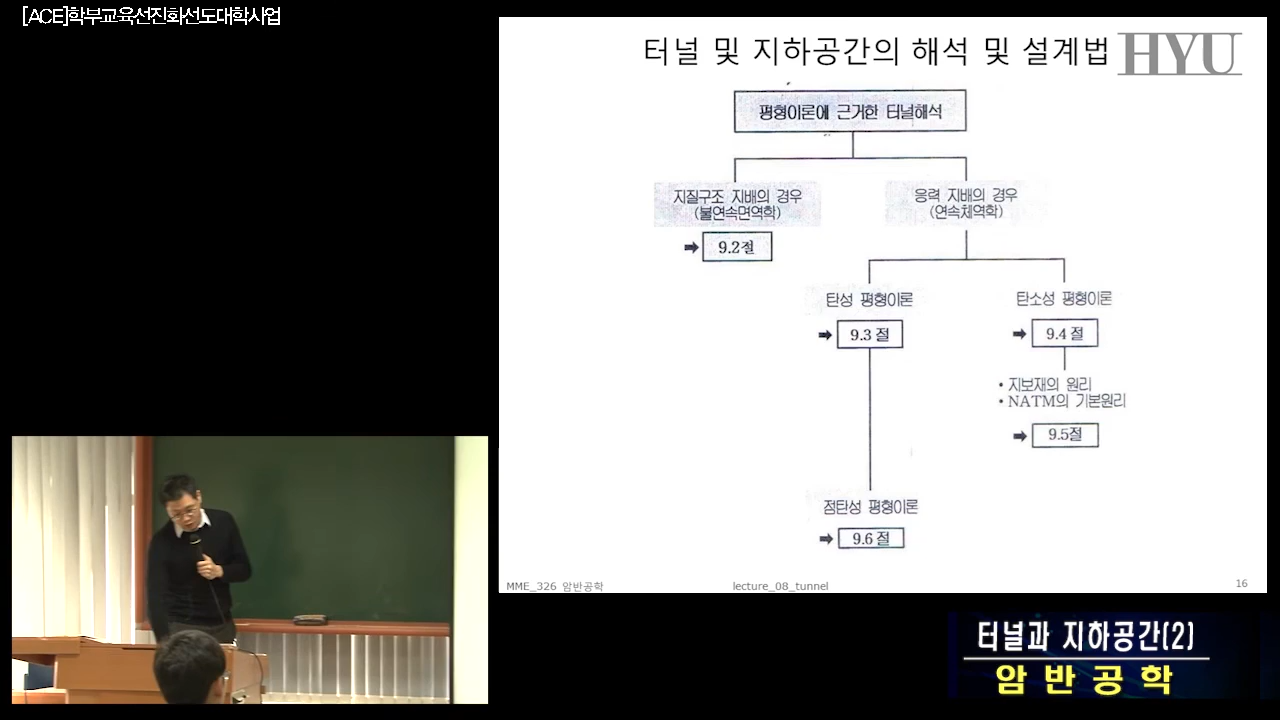 [ACE]학부교육선진화선도대학사업
터널 및 지하공간의 해석 및 설계법
HYU
평형이론에 근거한 터널해석
지질구조 지배의 경우
(불연속면역학)
➡ 9.2절
응력 지배의 경우
(연속체역학)
탄성 평형이론
➡ 9.3 절
탄소성 평형이론
➡ 9.4 절
• 지보재의 원리
• NATM의 기본원리
➡ 9.5절
점탄성 평형이론
➡ 9.6 절
MME_326 암반공학
lecture_08_tunnel
16
터널과 지하공간(2)
암반공학